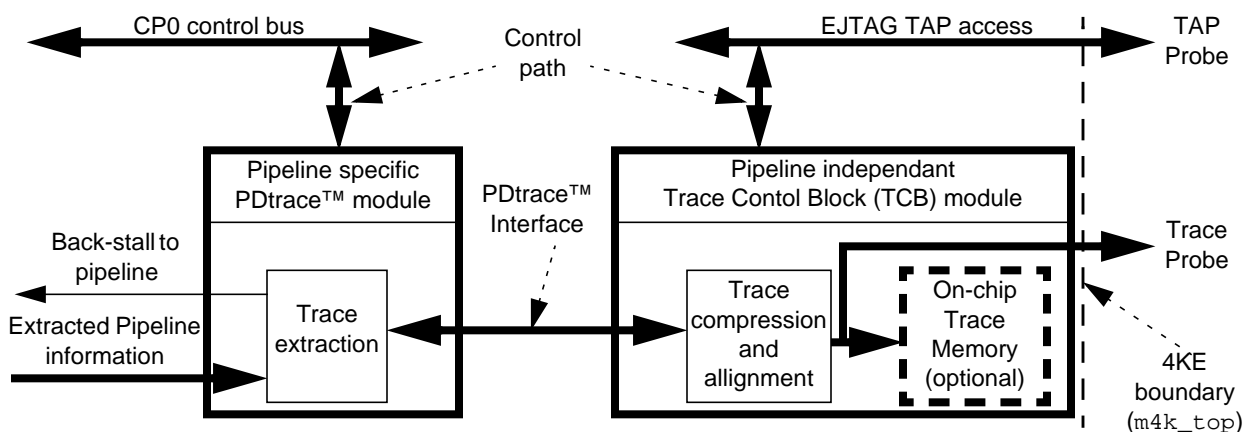 CP0 control bus
Control
path
EJTAG TAP access
TAP
Probe
Pipeline specific
PDtrace™ module
PDtrace™
Interface
Pipeline independant
Trace Contol Block (TCB) module
Back-stall to
pipeline
Extracted Pipeline
information
Trace
extraction
Trace
compression
and
allignment
On-chip
Trace
Memory
(optional)
Trace
Probe
4KE
boundary
(m4k_top)